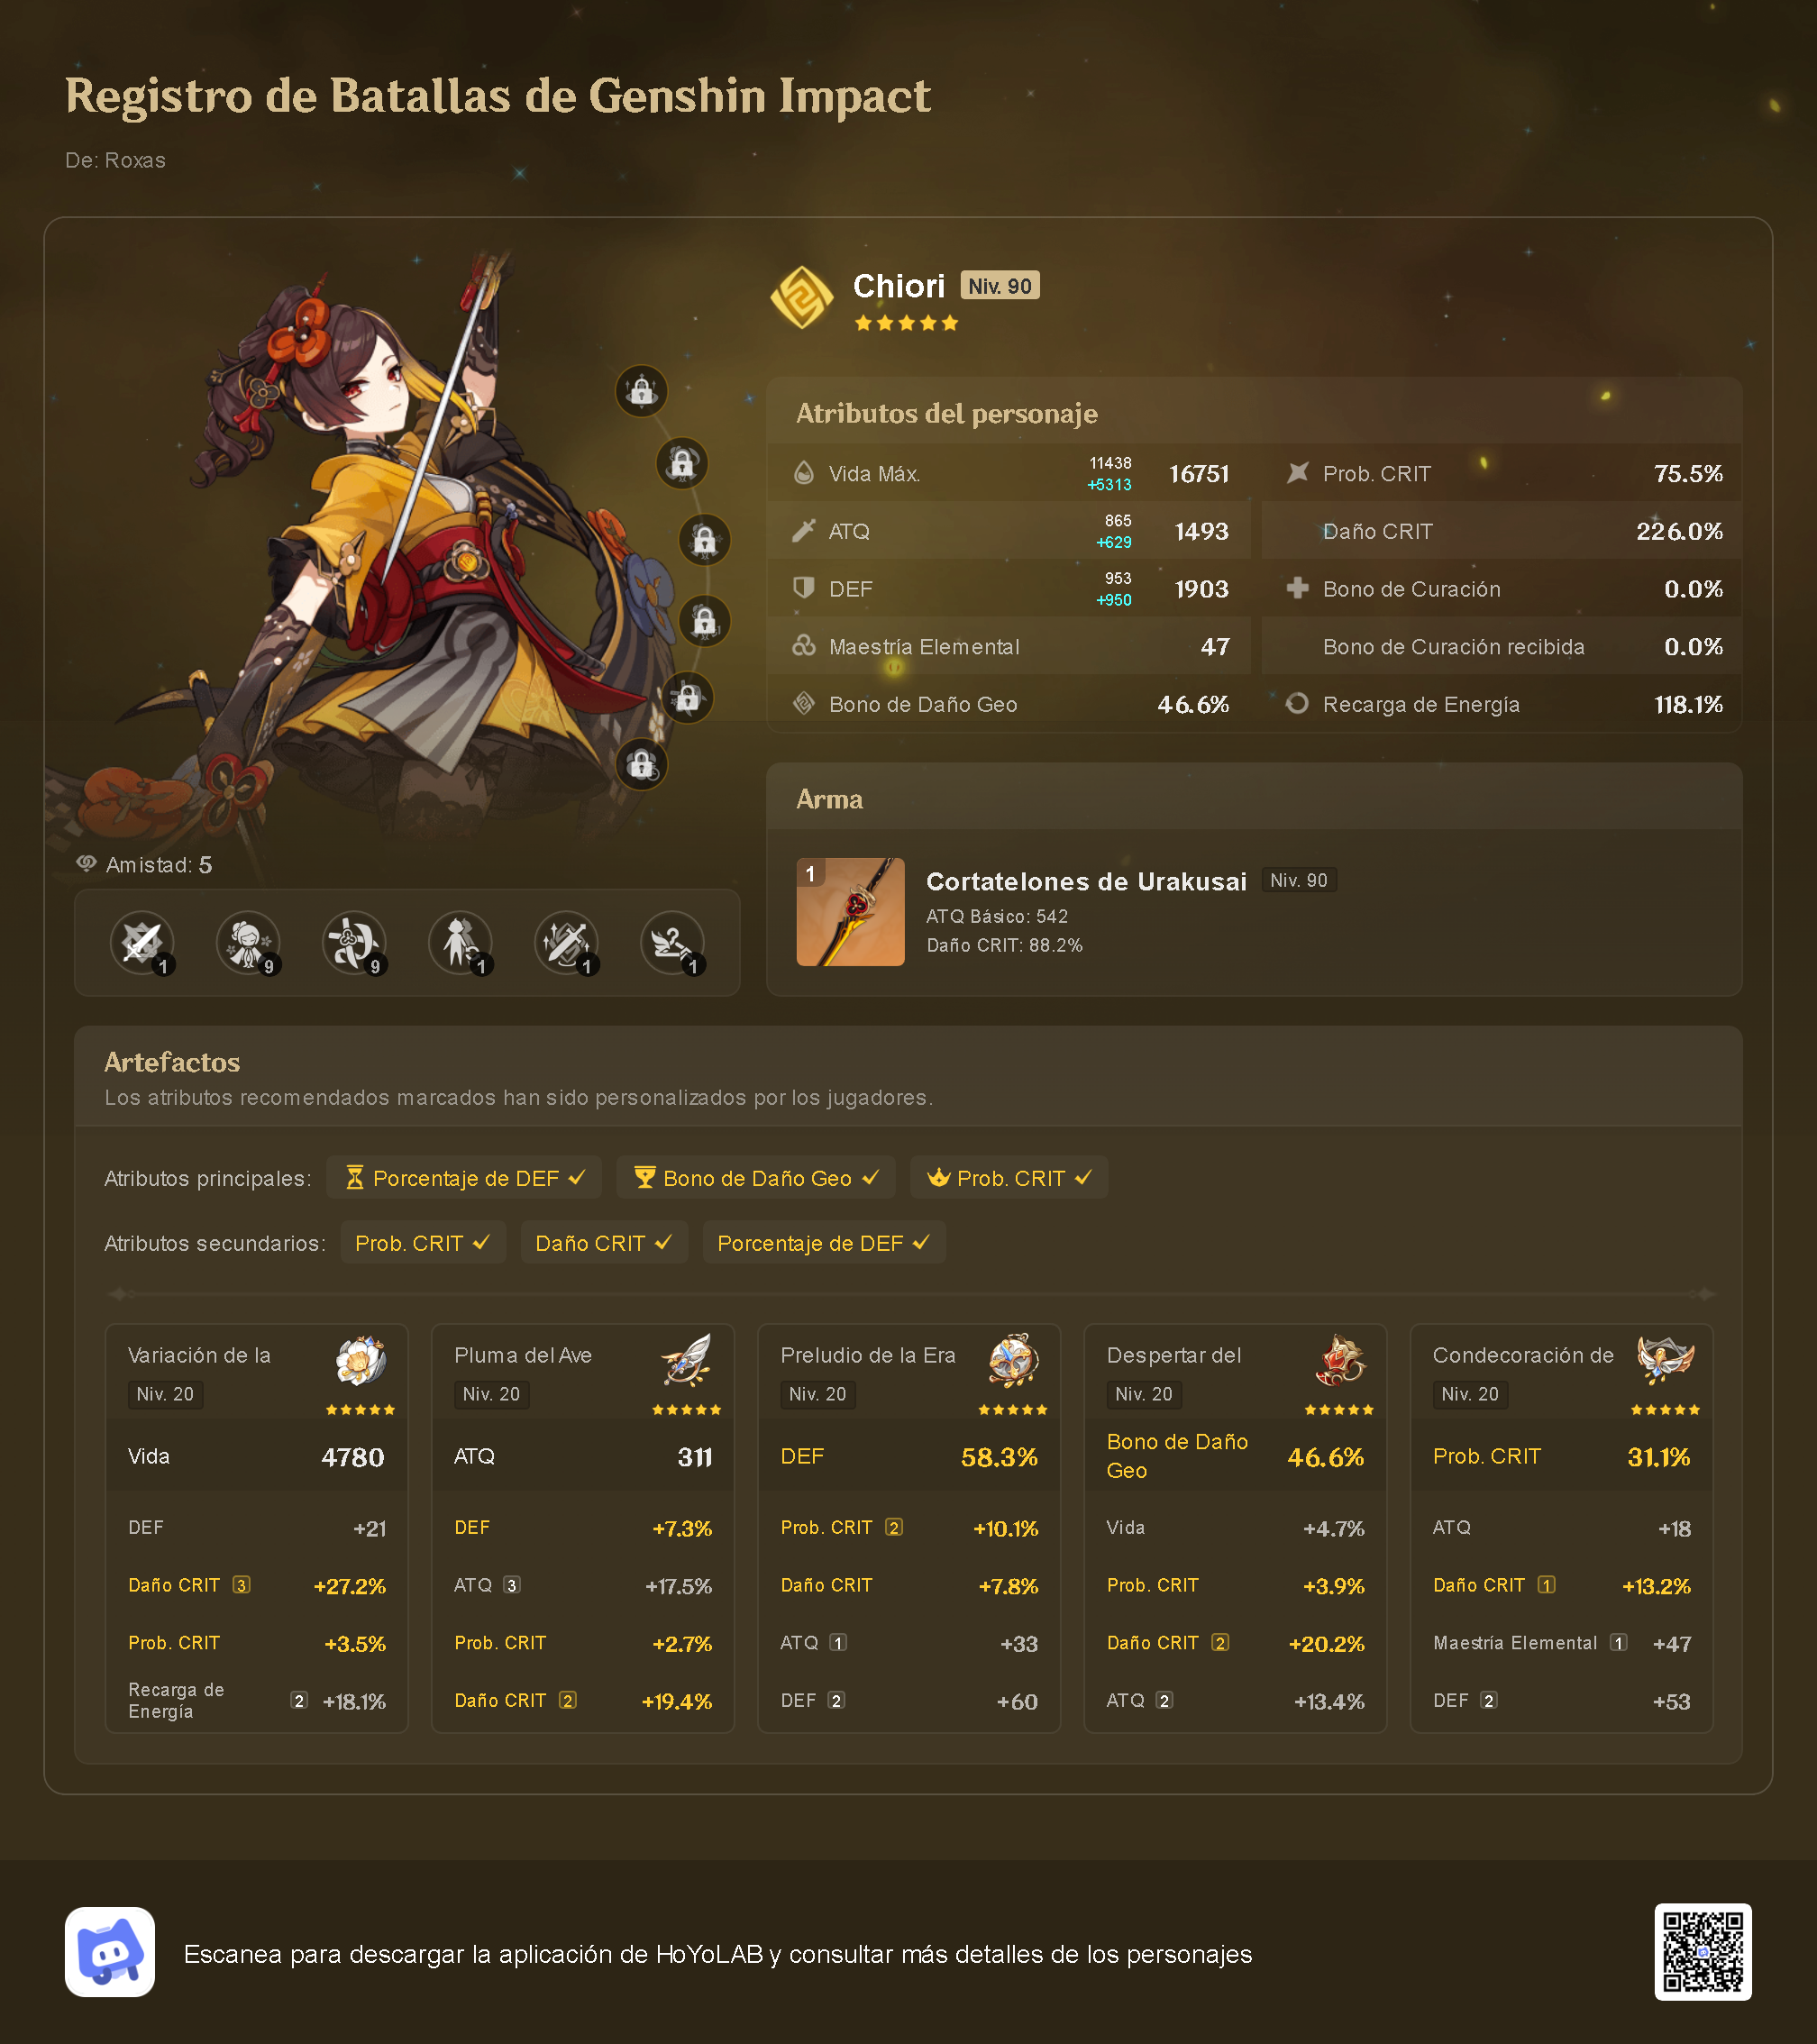 Registro de Batallas de Genshin Impact
De: Roxas
Chiori Niv. 90
Atributos del personaje
Vida Máx. 11438 +5313 16751
Prob. CRIT 75.5%
ATQ 865 +629 1493
Daño CRIT 226.0%
DEF 953 +950 1903
Bono de Curación 0.0%
Maestría Elemental 47
Bono de Curación recibida 0.0%
Bono de Daño Geo 46.6%
Recarga de Energía 118.1%
Amistad: 5
1 9 9 1 1 1
Arma
1
Cortatelones de Urakusai Niv. 90
ATQ Básico: 542
Daño CRIT: 88.2%
Artefactos
Los atributos recomendados marcados han sido personalizados por los jugadores.
Atributos principales: Porcentaje de DEF Bono de Daño Geo Prob. CRIT
Atributos secundarios: Prob. CRIT Daño CRIT Porcentaje de DEF
Variación de la
Niv. 20
Vida 4780
DEF +21
Daño CRIT 3 +27.2%
Prob. CRIT +3.5%
Recarga de
Energía 2 +18.1%
Pluma del Ave
Niv. 20
ATQ 311
DEF +7.3%
ATQ 3 +17.5%
Prob. CRIT +2.7%
Daño CRIT 2 +19.4%
Preludio de la Era
Niv. 20
DEF 58.3%
Prob. CRIT 2 +10.1%
Daño CRIT +7.8%
ATQ 1 +33
DEF 2 +60
Despertar del
Niv. 20
Bono de Daño
Geo 46.6%
Vida +4.7%
Prob. CRIT +3.9%
Daño CRIT 2 +20.2%
ATQ 2 +13.4%
Condecoración de
Niv. 20
Prob. CRIT 31.1%
ATQ +18
Daño CRIT 1 +13.2%
Maestría Elemental 1 +47
DEF 2 +53
Escanea para descargar la aplicación de HoYoLAB y consultar más detalles de los personajes